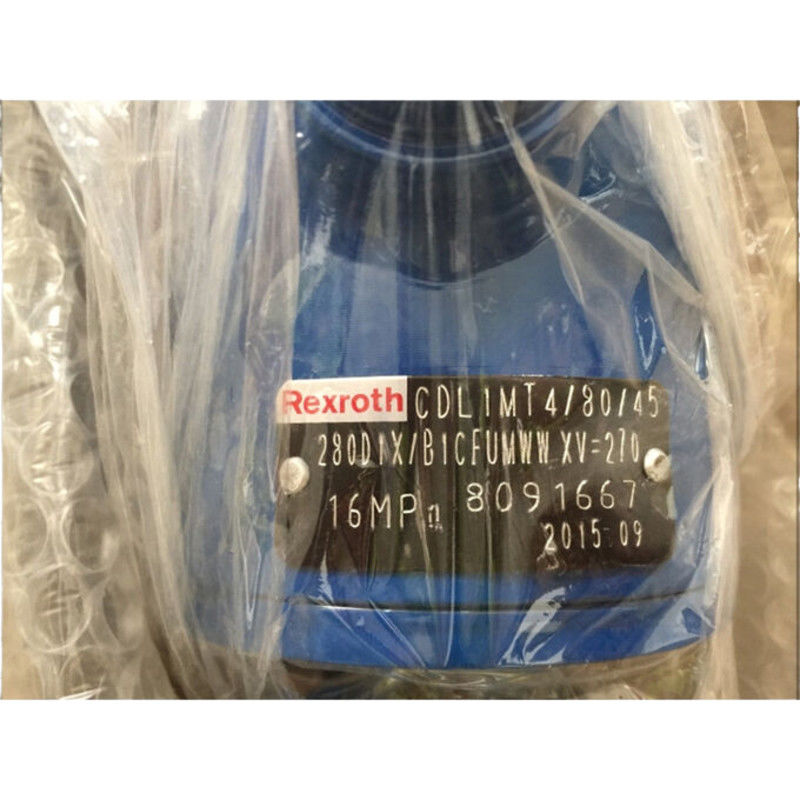 Rexroth CDL1MT4/80/45
280D1X/B1CFUMWW XV=270
16MPa 8091667
2015 09